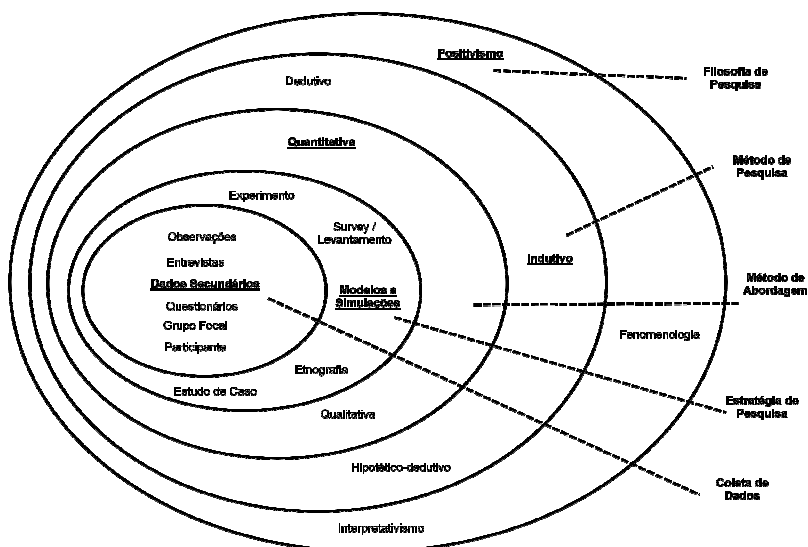 Positivismo
Filosofia de
Pesquisa
Dedutivo
Quantitativa
Método de
Pesquisa
Experimento
Survey /
Levantamento
Observações
Entrevistas
Dados Secundários
Questionários
Grupo Focal
Participante
Modelos e
Simulações
Indutivo
Método de
Abordagem
Fenomenologia
Etnografia
Estudo de Caso
Qualitativa
Estratégia de
Pesquisa
Hipotético-dedutivo
Coleta de
Dados
Interpretativismo